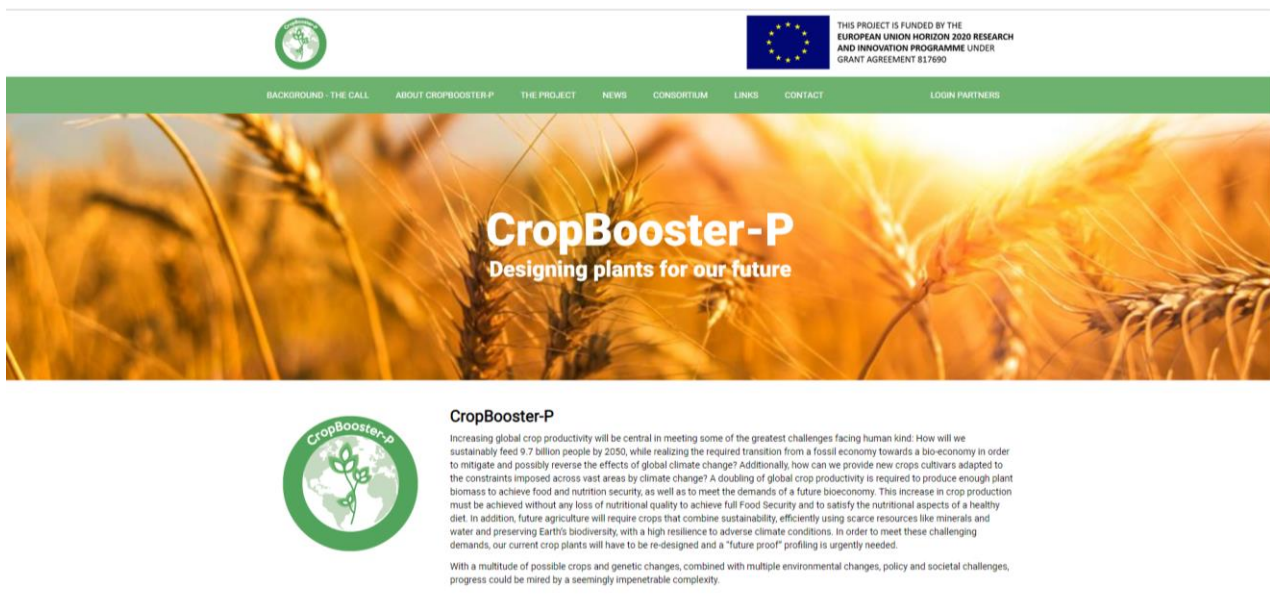 CropBooster-P
THIS PROJECT IS FUNDED BY THE
EUROPEAN UNION HORIZON 2020 RESEARCH
AND INNOVATION PROGRAMME UNDER
GRANT AGREEMENT 817690
BACKGROUND - THE CALL ABOUT CROPBOOSTER-P THE PROJECT NEWS CONSORTIUM LINKS CONTACT LOGIN PARTNERS
CropBooster-P
Designing plants for our future
CropBooster-P
CropBooster-P
Increasing global crop productivity will be central in meeting some of the greatest challenges facing human kind: How will we
sustainably feed 9.7 billion people by 2050, while realizing the required transition from a fossil economy towards a bio-economy in order
to mitigate and possibly reverse the effects of global climate change? Additionally, how can we provide new crops cultivars adapted to
the constraints imposed across vast areas by climate change? A doubling of global crop productivity is required to produce enough plant
biomass to achieve food and nutrition security, as well as to meet the demands of a future bioeconomy. This increase in crop production
must be achieved without any loss of nutritional quality to achieve full Food Security and to satisfy the nutritional aspects of a healthy
diet. In addition, future agriculture will require crops that combine sustainability, efficiently using scarce resources like minerals and
water and preserving Earth's biodiversity, with a high resilience to adverse climate conditions. In order to meet these challenging
demands, our current crop plants will have to be re-designed and a "future proof" profiling is urgently needed.
With a multitude of possible crops and genetic changes, combined with multiple environmental changes, policy and societal challenges,
progress could be mired by a seemingly impenetrable complexity.